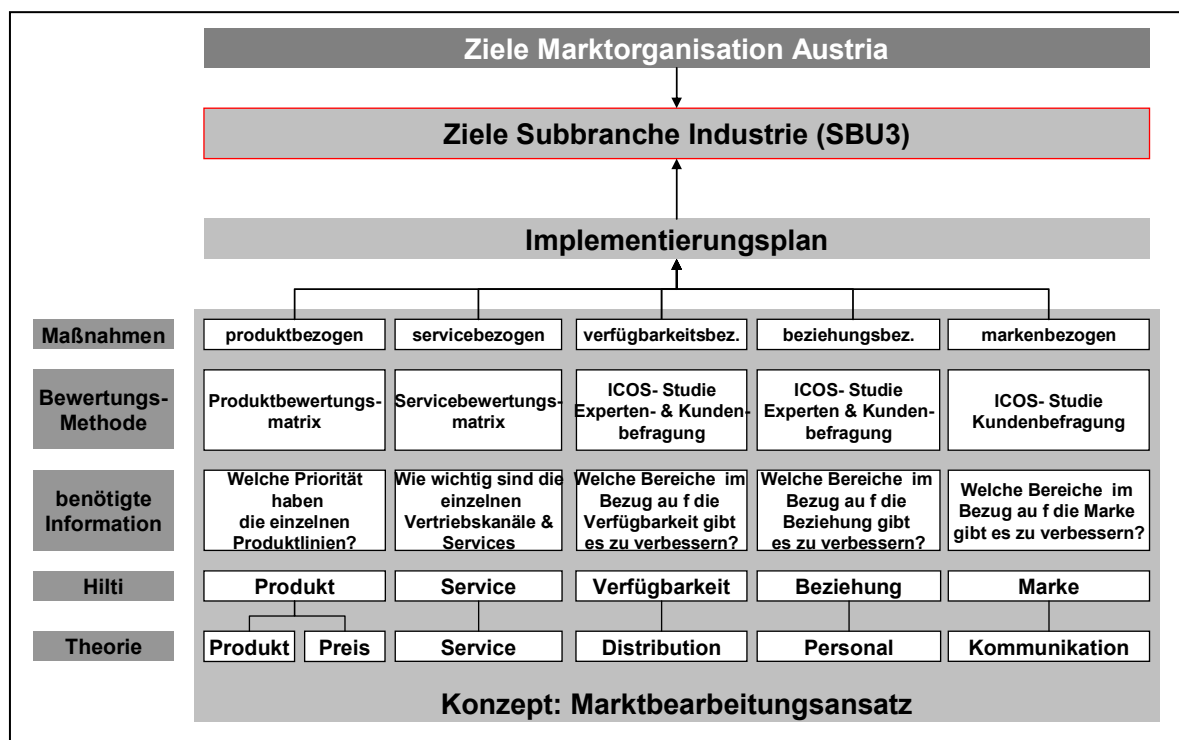 Ziele Marktorganisation Austria
Ziele Subbranche Industrie (SBU3)
Implementierungsplan
Maßnahmen
produktbezogen
servicebezogen
verfügbarkeitsbez.
beziehungsbez.
markenbezogen
Bewertungs-
Methode
Produktbewertungs-
matrix
Servicebewertungs-
matrix
ICOS- Studie
Experten- & Kunden-
befragung
ICOS- Studie
Experten & Kunden-
befragung
ICOS- Studie
Kundenbefragung
benötigte
Information
Welche Priorität
haben
die einzelnen
Produktlinien?
Wie wichtig sind die
einzelnen
Vertriebskanäle &
Services
Welche Bereiche im
Bezug au f die
Verfügbarkeit gibt
es zu verbessern?
Welche Bereiche im
Bezug au f die
Beziehung gibt
es zu verbessern?
Welche Bereiche im
Bezug au f die Marke
gibt es zu verbessern?
Hilti
Produkt
Service
Verfügbarkeit
Beziehung
Marke
Theorie
Produkt
Preis
Service
Distribution
Personal
Kommunikation
Konzept: Marktbearbeitungsansatz